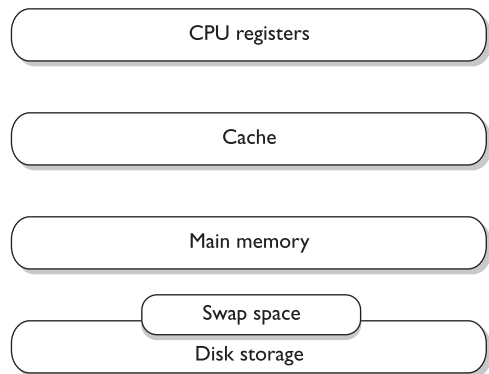 CPU registers
Cache
Main memory
Swap space
Disk storage